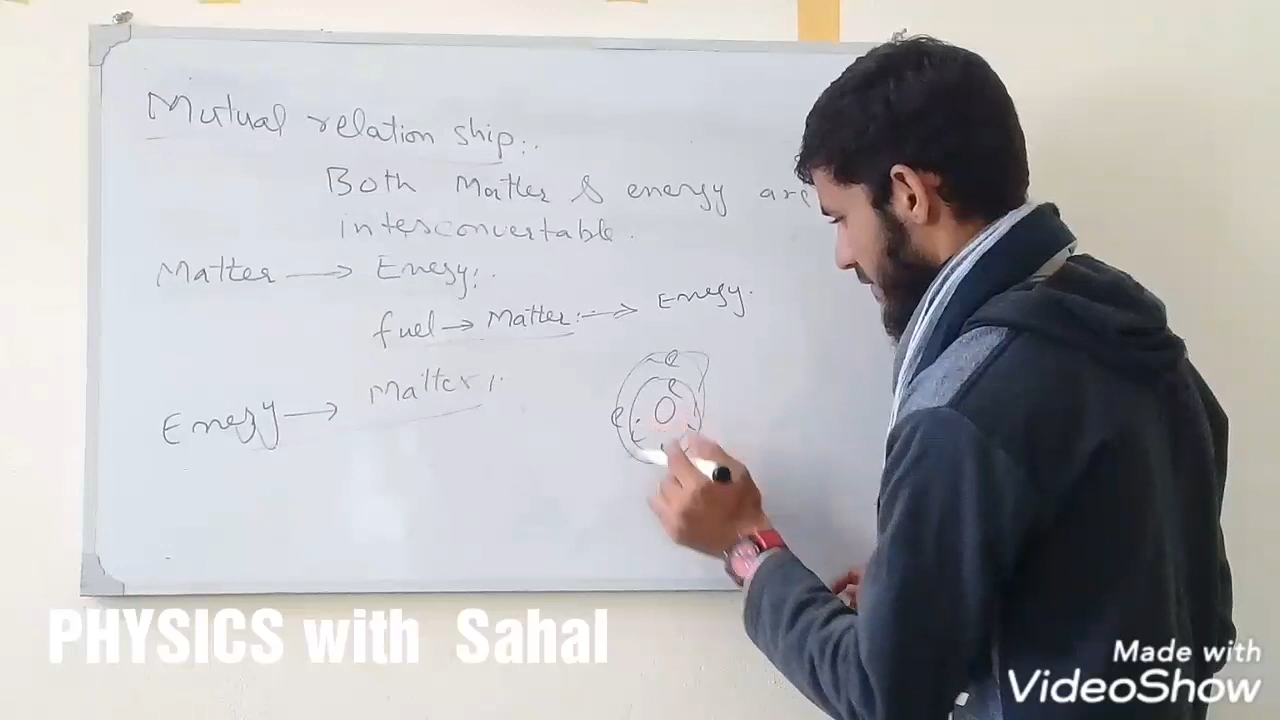 Mutual relation ship:.
Both Matter & energy are
interconvertable.
Matter → Energy:.
fuel → Matter:. → Energy.
Energy → Matter:.
e
e
e
PHYSICS with Sahal
Made with
VideoShow